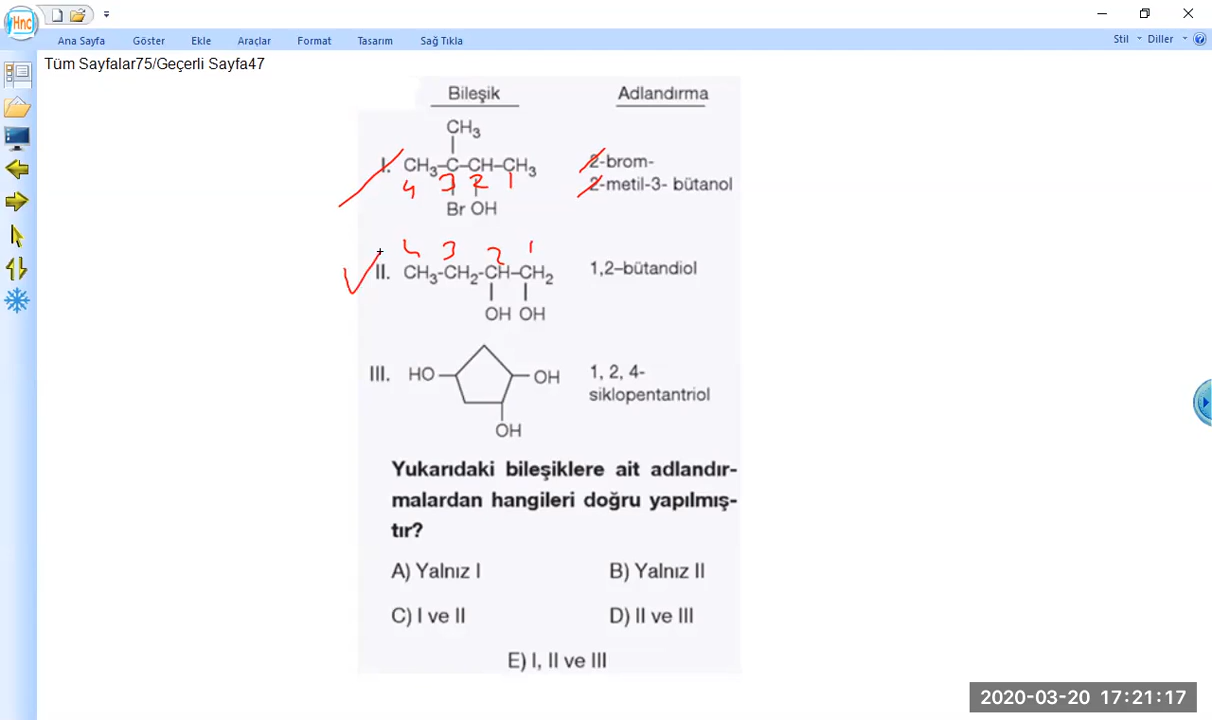 Hnc
Ana Sayfa Göster Ekle Araçlar Format Tasarım Sağ Tıkla Stil Diller
Tüm Sayfalar75/Geçerli Sayfa47
Bileşik Adlandırma
CH3
I. CH3–C–CH–CH3 2-brom-
4 3 2 1 2-metil-3- bütanol
Br OH
4 3 2 1
II. CH3-CH2-CH–CH2 1,2–bütandiol
OH OH
III. HO OH 1, 2, 4-
siklopentantriol
OH
Yukarıdaki bileşiklere ait adlandır-
malardan hangileri doğru yapılmış-
tır?
A) Yalnız I B) Yalnız II
C) I ve II D) II ve III
E) I, II ve III
2020-03-20 17:21:17